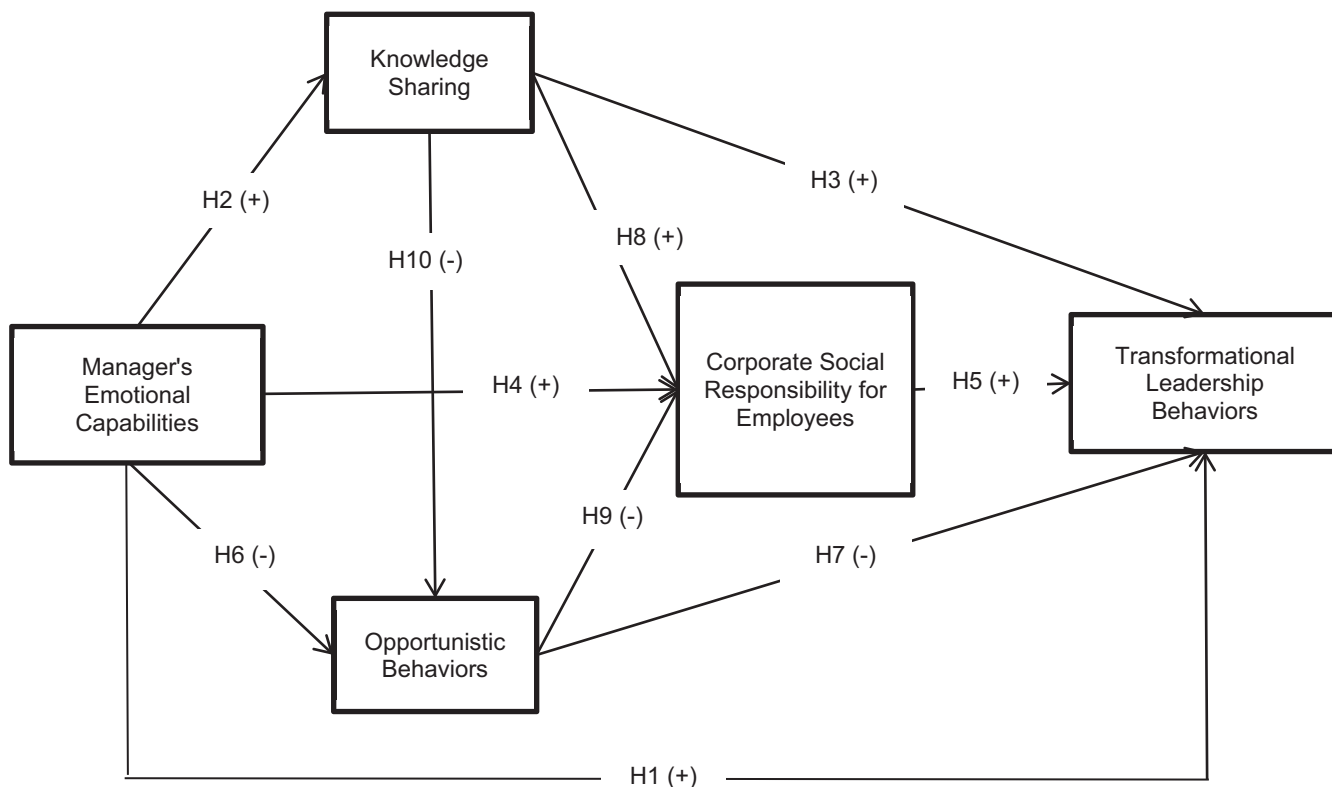 Knowledge
Sharing
H3 (+)
H2 (+)
H8 (+)
H10 (-)
Manager's
Emotional
Capabilities
H4 (+)
Corporate Social
Responsibility for
Employees
H5 (+)
Transformational
Leadership
Behaviors
H9 (-)
H6 (-)
H7 (-)
Opportunistic
Behaviors
H1 (+)